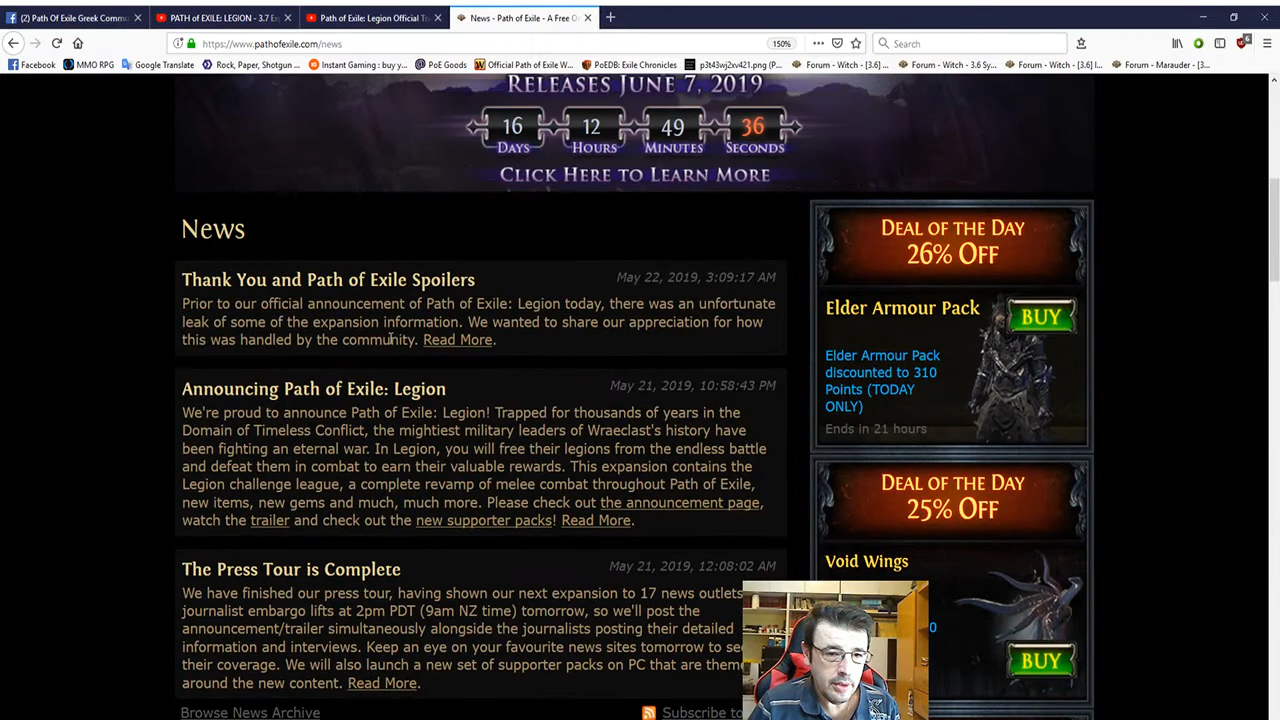 (2) Path Of Exile Greek Commu
PATH of EXILE: LEGION - 3.7 Ex
Path of Exile: Legion Official Tr
News - Path of Exile - A Free O
https://www.pathofexile.com/news
150%
Search
6
Facebook
MMO RPG
Google Translate
Rock, Paper, Shotgun ...
Instant Gaming : buy y...
PoE Goods
Official Path of Exile W...
PoEDB: Exile Chronicles
p3t43wj2xv421.png (P...
Forum - Witch - [3.6] ...
Forum - Witch - 3.6 Sy...
Forum - Witch - [3.6] I...
Forum - Marauder - [3...
RELEASES JUNE 7, 2019
16 12 49 36
DAYS HOURS MINUTES SECONDS
CLICK HERE TO LEARN MORE
News
Thank You and Path of Exile Spoilers
May 22, 2019, 3:09:17 AM
Prior to our official announcement of Path of Exile: Legion today, there was an unfortunate
leak of some of the expansion information. We wanted to share our appreciation for how
this was handled by the community. Read More.
Announcing Path of Exile: Legion
May 21, 2019, 10:58:43 PM
We're proud to announce Path of Exile: Legion! Trapped for thousands of years in the
Domain of Timeless Conflict, the mightiest military leaders of Wraeclast's history have
been fighting an eternal war. In Legion, you will free their legions from the endless battle
and defeat them in combat to earn their valuable rewards. This expansion contains the
Legion challenge league, a complete revamp of melee combat throughout Path of Exile,
new items, new gems and much, much more. Please check out the announcement page,
watch the trailer and check out the new supporter packs! Read More.
The Press Tour is Complete
May 21, 2019, 12:08:02 AM
We have finished our press tour, having shown our next expansion to 17 news outlets
journalist embargo lifts at 2pm PDT (9am NZ time) tomorrow, so we'll post the
announcement/trailer simultaneously alongside the journalists posting their detailed
information and interviews. Keep an eye on your favourite news sites tomorrow to see
their coverage. We will also launch a new set of supporter packs on PC that are them
around the new content. Read More.
Browse News Archive
Subscribe to
DEAL OF THE DAY
26% OFF
Elder Armour Pack
BUY
Elder Armour Pack
discounted to 310
Points (TODAY
ONLY)
Ends in 21 hours
DEAL OF THE DAY
25% OFF
Void Wings
0
BUY